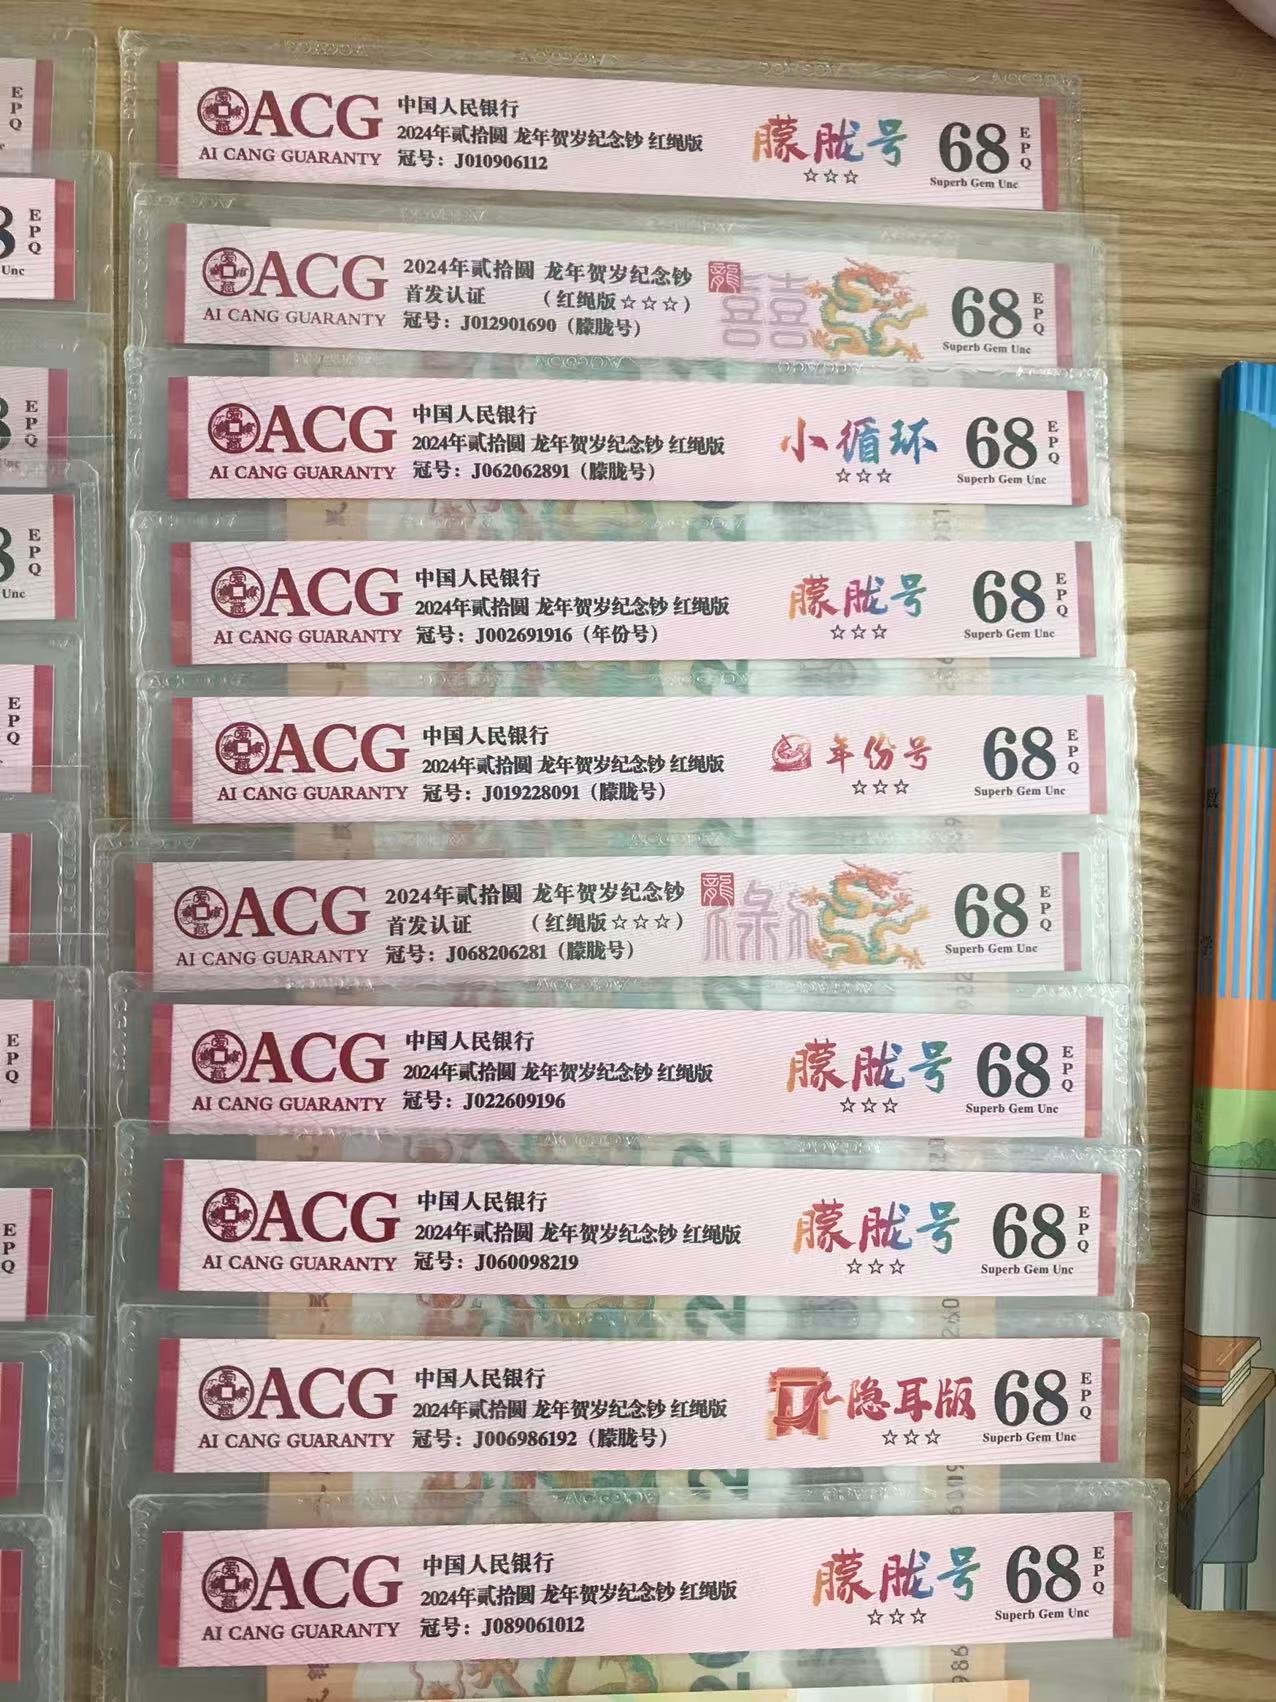 ACG
AI CANG GUARANTY
中国人民银行
2024年贰拾圆 龙年贺岁纪念钞 红绳版
冠号：J010906112
朦胧号
☆☆☆
68
EPQ
Superb Gem Unc
ACG
AI CANG GUARANTY
2024年贰拾圆 龙年贺岁纪念钞
首发认证 （红绳版☆☆☆）
冠号：J012901690（朦胧号）
龍
囍
68
EPQ
Superb Gem Unc
ACG
AI CANG GUARANTY
中国人民银行
2024年贰拾圆 龙年贺岁纪念钞 红绳版
冠号：J062062891（朦胧号）
小循环
☆☆☆
68
EPQ
Superb Gem Unc
ACG
AI CANG GUARANTY
中国人民银行
2024年贰拾圆 龙年贺岁纪念钞 红绳版
冠号：J002691916（年份号）
朦胧号
☆☆☆
68
EPQ
Superb Gem Unc
ACG
AI CANG GUARANTY
中国人民银行
2024年贰拾圆 龙年贺岁纪念钞 红绳版
冠号：J019228091（朦胧号）
年份号
☆☆☆
68
EPQ
Superb Gem Unc
ACG
AI CANG GUARANTY
2024年贰拾圆 龙年贺岁纪念钞
首发认证 （红绳版☆☆☆）
冠号：J068206281（朦胧号）
龍
68
EPQ
Superb Gem Unc
ACG
AI CANG GUARANTY
中国人民银行
2024年贰拾圆 龙年贺岁纪念钞 红绳版
冠号：J022609196
朦胧号
☆☆☆
68
EPQ
Superb Gem Unc
ACG
AI CANG GUARANTY
中国人民银行
2024年贰拾圆 龙年贺岁纪念钞 红绳版
冠号：J060098219
朦胧号
☆☆☆
68
EPQ
Superb Gem Unc
ACG
AI CANG GUARANTY
中国人民银行
2024年贰拾圆 龙年贺岁纪念钞 红绳版
冠号：J006986192（朦胧号）
隐耳版
☆☆☆
68
EPQ
Superb Gem Unc
ACG
AI CANG GUARANTY
中国人民银行
2024年贰拾圆 龙年贺岁纪念钞 红绳版
冠号：J089061012
朦胧号
☆☆☆
68
EPQ
Superb Gem Unc
EPQ
EPQ
Unc
EPQ
EPQ
Unc
EPQ
EPQ
EPQ
数
学